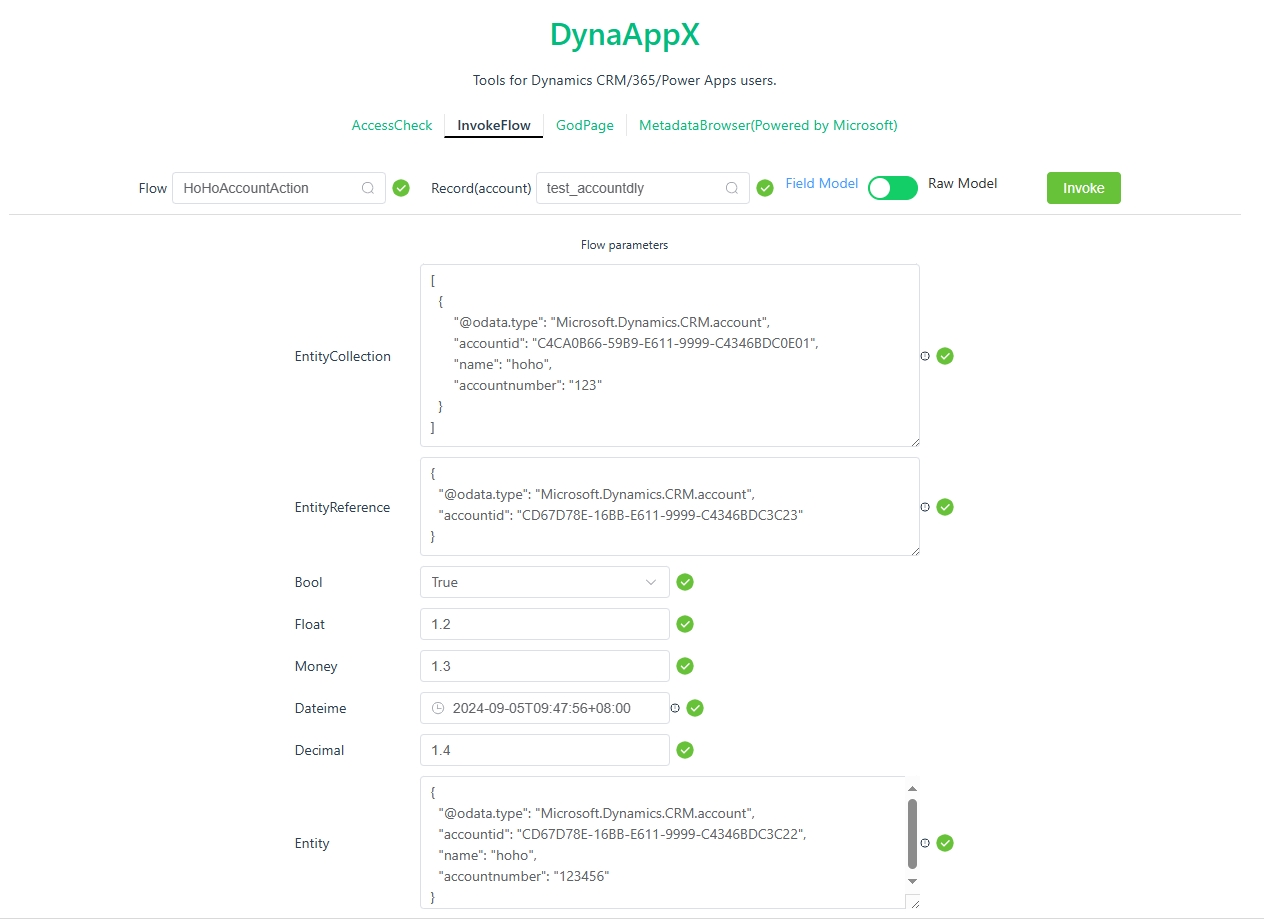 DynaAppX
Tools for Dynamics CRM/365/Power Apps users.
AccessCheck InvokeFlow GodPage MetadataBrowser(Powered by Microsoft)
Flow HoHoAccountAction Record(account) test_accountdly Field Model Raw Model Invoke
Flow parameters
EntityCollection
[
{
"@odata.type": "Microsoft.Dynamics.CRM.account",
"accountid": "C4CA0B66-59B9-E611-9999-C4346BDC0E01",
"name": "hoho",
"accountnumber": "123"
}
]
EntityReference
{
"@odata.type": "Microsoft.Dynamics.CRM.account",
"accountid": "CD67D78E-16BB-E611-9999-C4346BDC3C23"
}
Bool True
Float 1.2
Money 1.3
Dateime 2024-09-05T09:47:56+08:00
Decimal 1.4
Entity
{
"@odata.type": "Microsoft.Dynamics.CRM.account",
"accountid": "CD67D78E-16BB-E611-9999-C4346BDC3C22",
"name": "hoho",
"accountnumber": "123456"
}